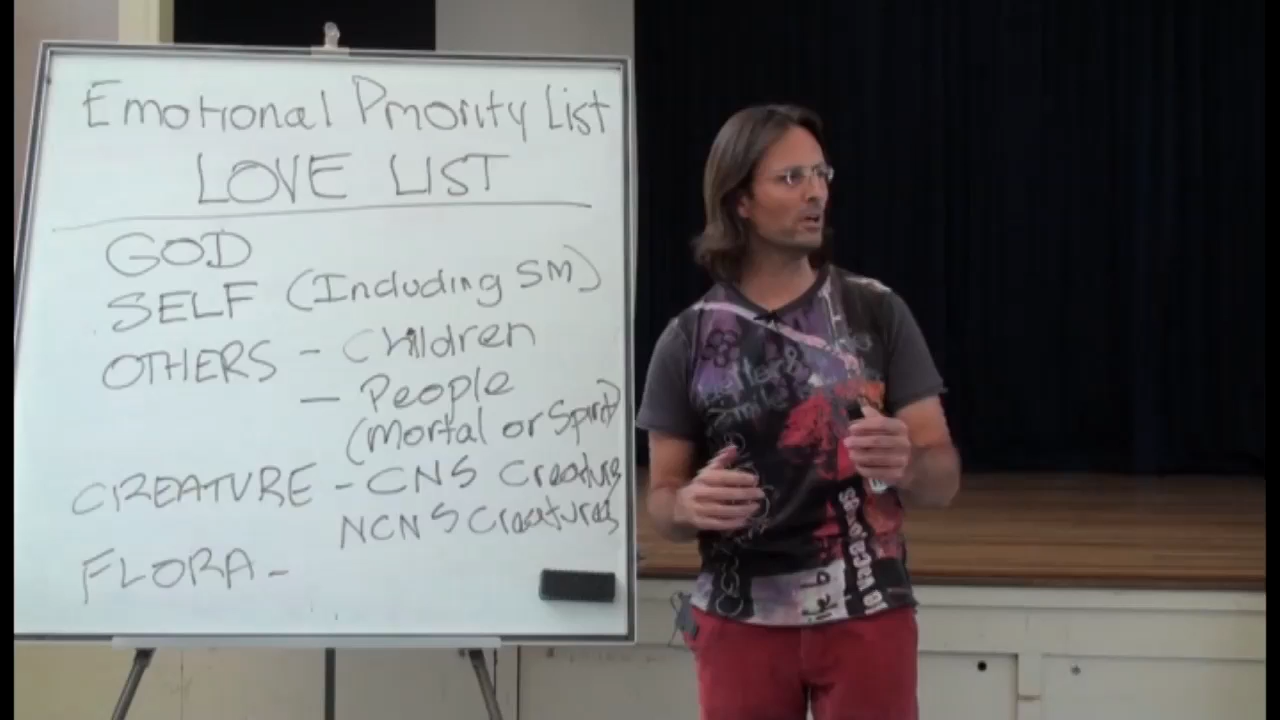 Emotional Priority List
LOVE LIST
GOD
SELF (Including SM)
OTHERS - Children
- People
(Mortal or Spirit)
CREATURE - CNS Creatures
NCNS Creatures
FLORA -